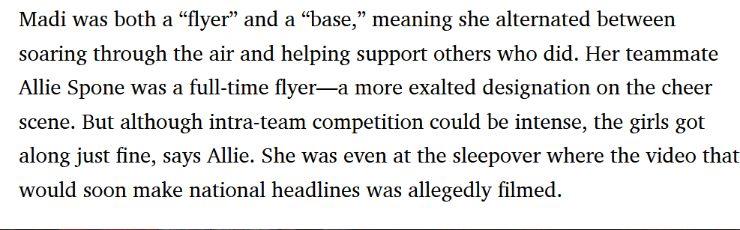 Madi was both a “flyer” and a “base,” meaning she alternated between
soaring through the air and helping support others who did. Her teammate
Allie Spone was a full-time flyer—a more exalted designation on the cheer
scene. But although intra-team competition could be intense, the girls got
along just fine, says Allie. She was even at the sleepover where the video that
would soon make national headlines was allegedly filmed.